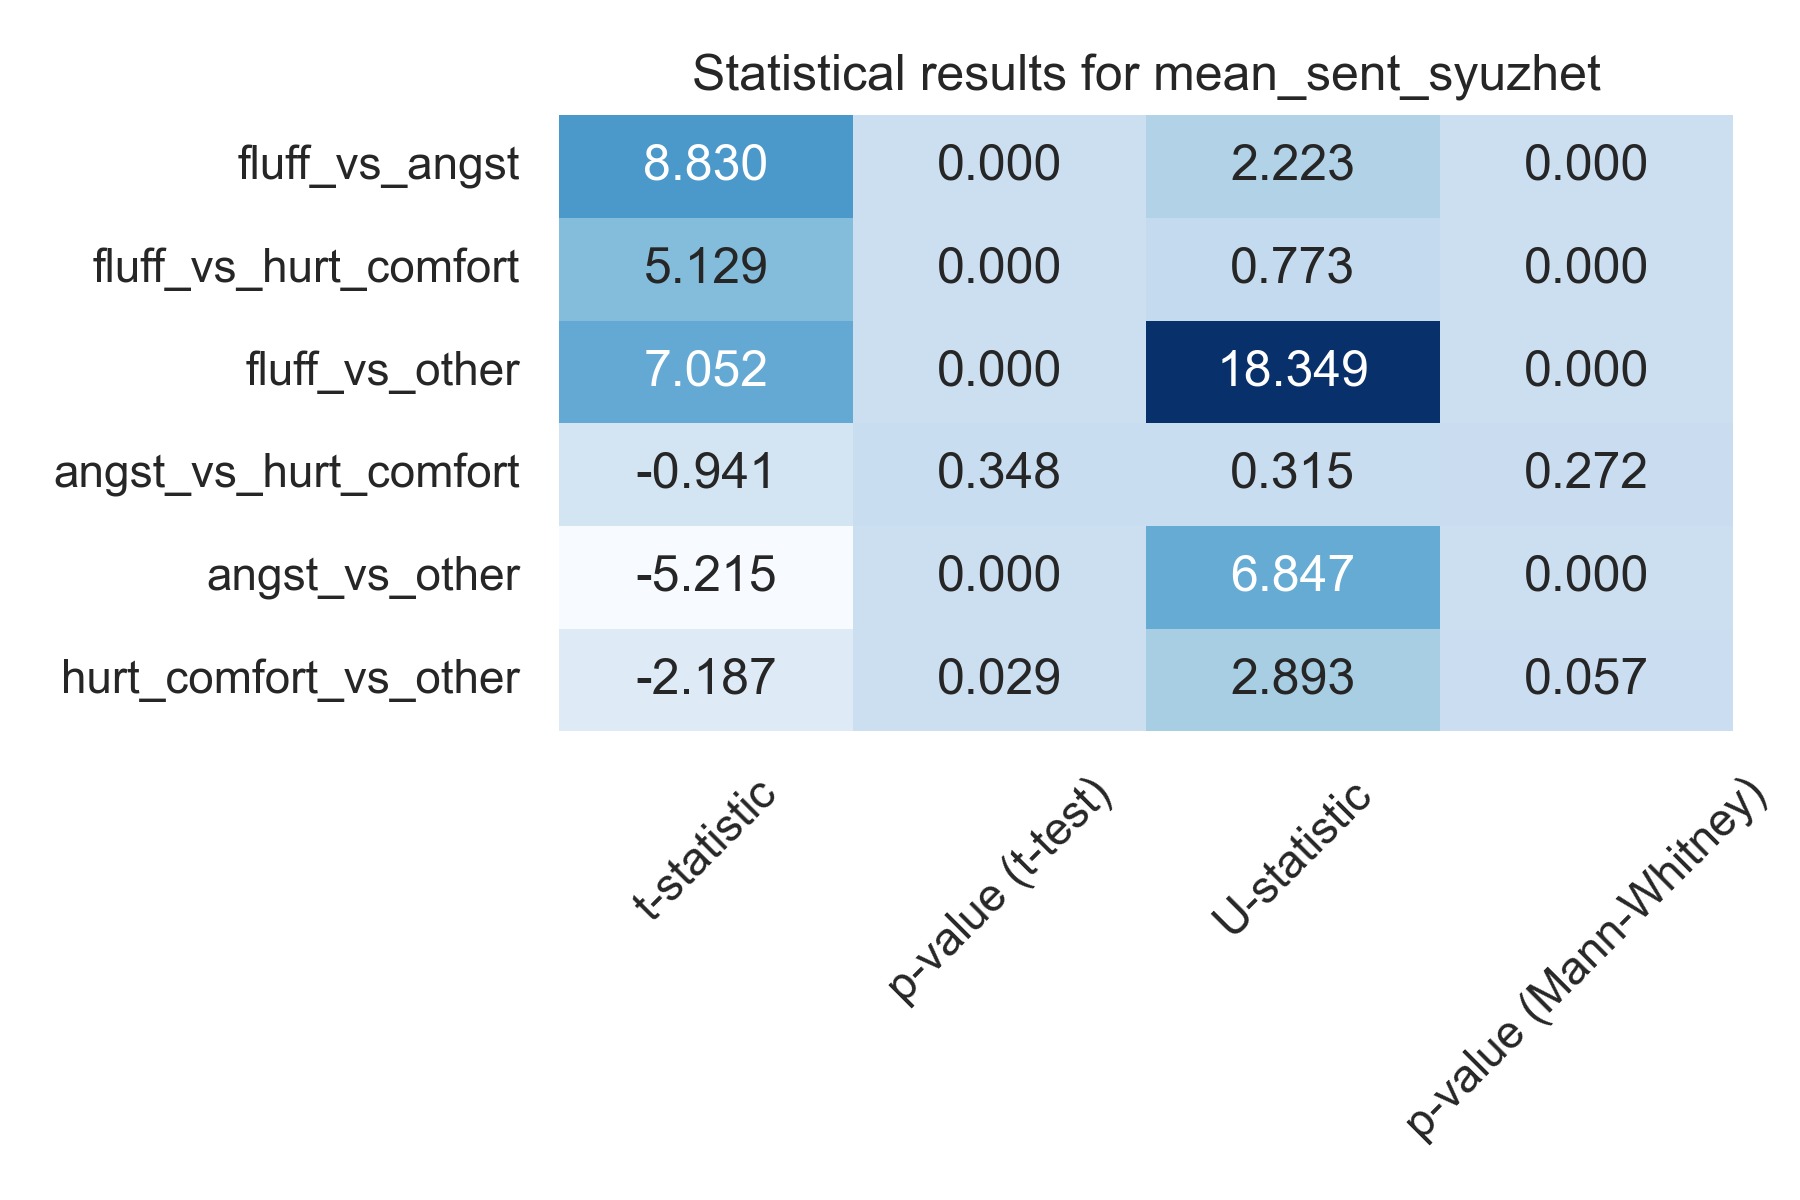 Statistical results for mean_sent_syuzhet
fluff_vs_angst 8.830 0.000 2.223 0.000
fluff_vs_hurt_comfort 5.129 0.000 0.773 0.000
fluff_vs_other 7.052 0.000 18.349 0.000
angst_vs_hurt_comfort -0.941 0.348 0.315 0.272
angst_vs_other -5.215 0.000 6.847 0.000
hurt_comfort_vs_other -2.187 0.029 2.893 0.057
t-statistic
p-value (t-test)
U-statistic
p-value (Mann-Whitney)